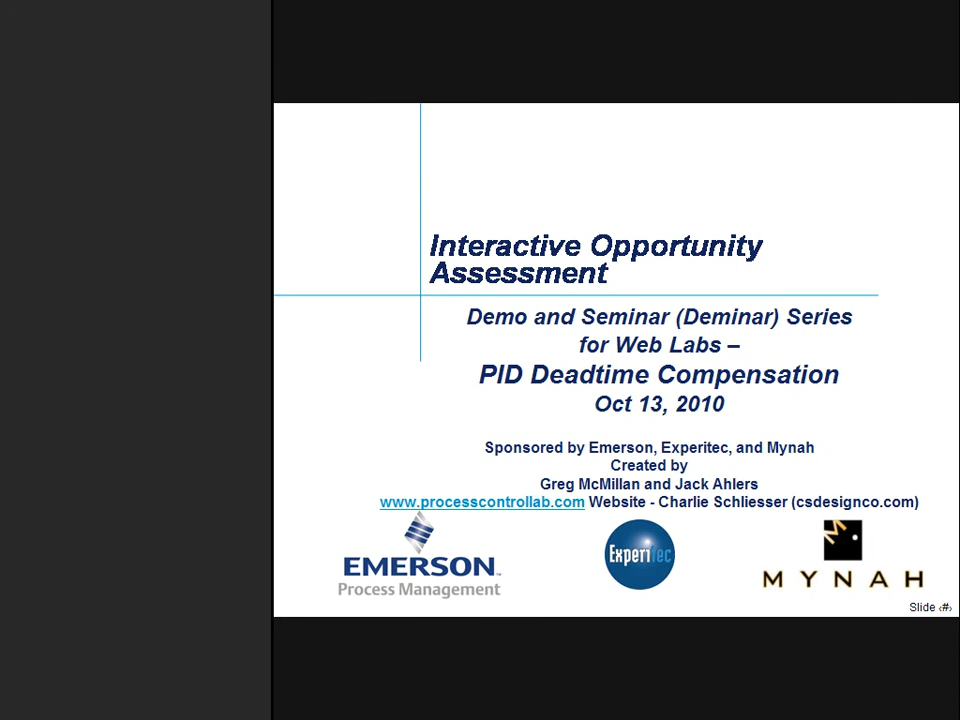 Interactive Opportunity
Assessment
Demo and Seminar (Deminar) Series
for Web Labs –
PID Deadtime Compensation
Oct 13, 2010
Sponsored by Emerson, Experitec, and Mynah
Created by
Greg McMillan and Jack Ahlers
www.processcontrollab.com Website - Charlie Schliesser (csdesignco.com)
EMERSON™
Process Management
Experitec
M
MYNAH
Slide ‹#›